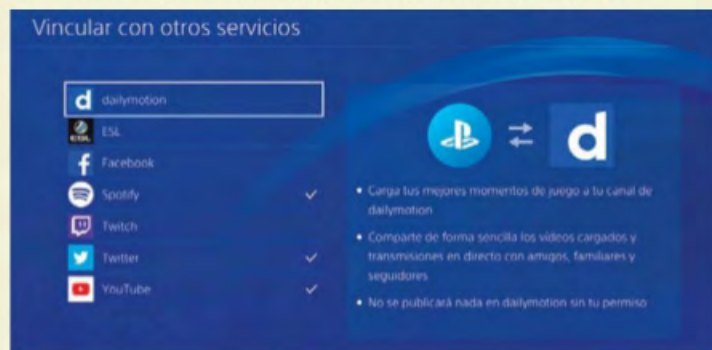 Vincular con otros servicios
d dailymotion
ESL ESL
f Facebook
Spotify
Twitch
Twitter
YouTube
d
• Carga tus mejores momentos de juego a tu canal de
dailymotion
• Comparte de forma sencilla los vídeos cargados y
transmisiones en directo con amigos, familiares y
seguidores
• No se publicará nada en dailymotion sin tu permiso